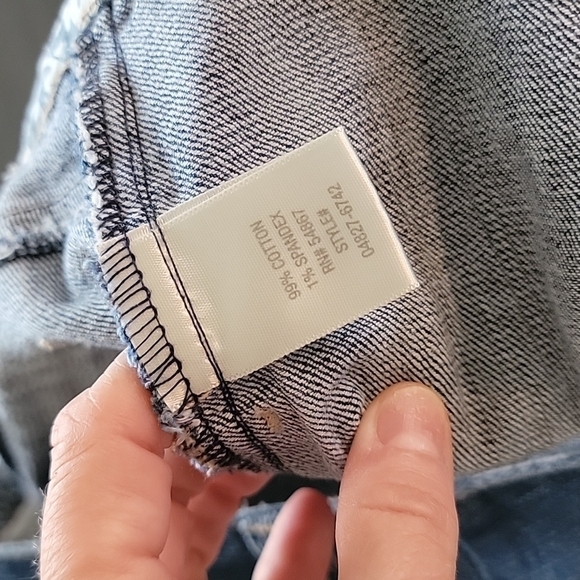 99% COTTON
1% SPANDEX
RN# 54867
STYLE#
04827-6742